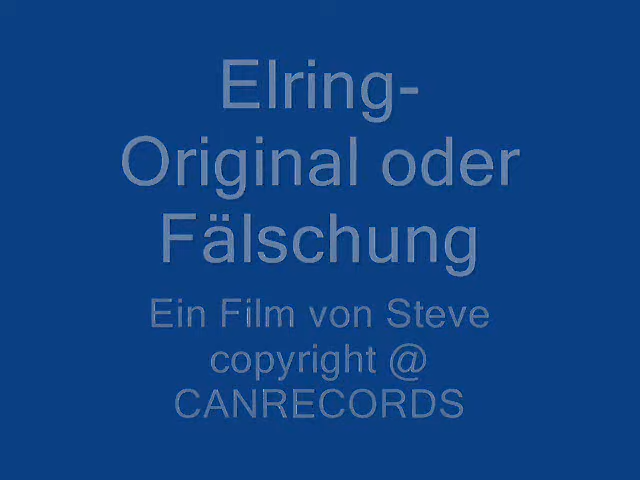 Elring-
Original oder
Fälschung
Ein Film von Steve
copyright @
CANRECORDS